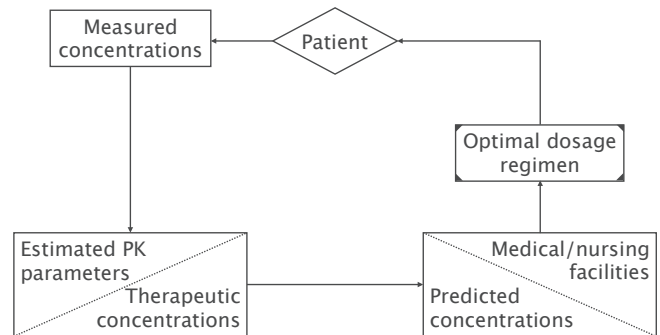 Measured
concentrations
Patient
Optimal dosage
regimen
Estimated PK
parameters
Therapeutic
concentrations
Medical/nursing
facilities
Predicted
concentrations